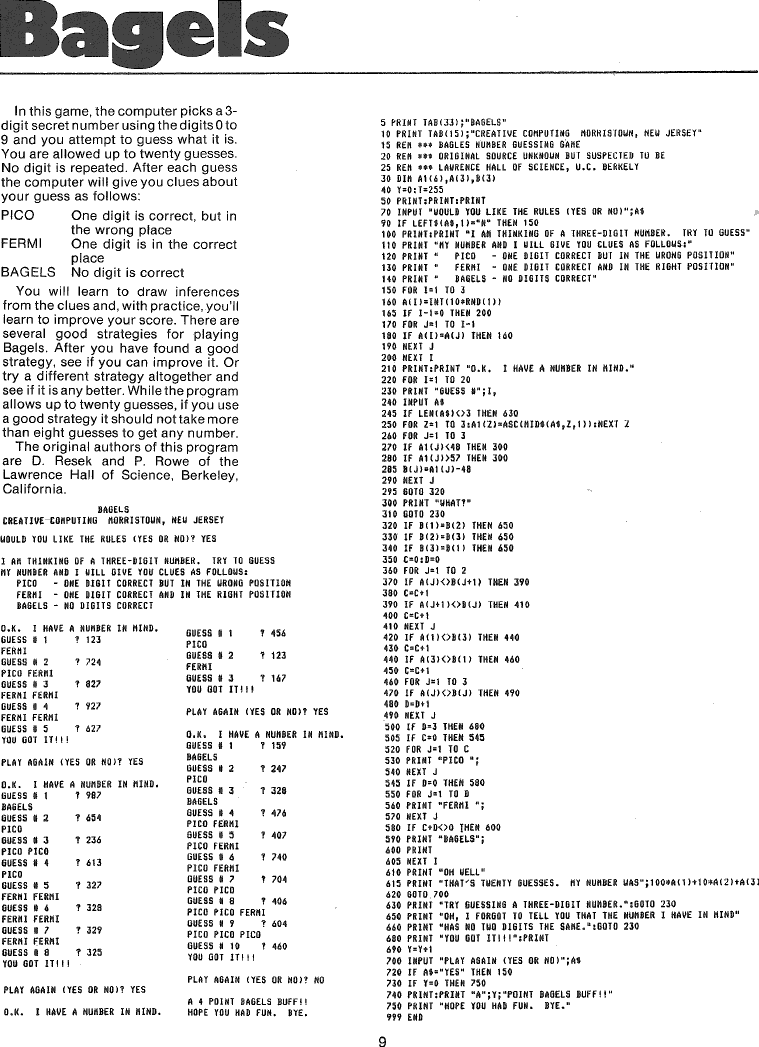 Bagels
In this game, the computer picks a 3-
digit secret number using the digits 0 to
9 and you attempt to guess what it is.
You are allowed up to twenty guesses.
No digit is repeated. After each guess
the computer will give you clues about
your guess as follows:
PICO One digit is correct, but in
the wrong place
FERMI One digit is in the correct
place
BAGELS No digit is correct
You will learn to draw inferences
from the clues and, with practice, you'll
learn to improve your score. There are
several good strategies for playing
Bagels. After you have found a good
strategy, see if you can improve it. Or
try a different strategy altogether and
see if it is any better. While the program
allows up to twenty guesses, if you use
a good strategy it should not take more
than eight guesses to get any number.
The original authors of this program
are D. Resek and P. Rowe of the
Lawrence Hall of Science, Berkeley,
California.
BAGELS
CREATIVE COMPUTING MORRISTOWN, NEW JERSEY
WOULD YOU LIKE THE RULES (YES OR NO)? YES
I AM THINKING OF A THREE-DIGIT NUMBER. TRY TO GUESS
MY NUMBER AND I WILL GIVE YOU CLUES AS FOLLOWS:
PICO - ONE DIGIT CORRECT BUT IN THE WRONG POSITION
FERMI - ONE DIGIT CORRECT AND IN THE RIGHT POSITION
BAGELS - NO DIGITS CORRECT
O.K. I HAVE A NUMBER IN MIND.
GUESS # 1 ? 123
FERMI
GUESS # 2 ? 724
PICO FERMI
GUESS # 3 ? 827
FERMI FERMI
GUESS # 4 ? 927
FERMI FERMI
GUESS # 5 ? 627
YOU GOT IT!!!
PLAY AGAIN (YES OR NO)? YES
O.K. I HAVE A NUMBER IN MIND.
GUESS # 1 ? 987
BAGELS
GUESS # 2 ? 654
PICO
GUESS # 3 ? 236
PICO PICO
GUESS # 4 ? 613
PICO
GUESS # 5 ? 327
FERMI FERMI
GUESS # 6 ? 328
FERMI FERMI
GUESS # 7 ? 329
FERMI FERMI
GUESS # 8 ? 325
YOU GOT IT!!!
PLAY AGAIN (YES OR NO)? YES
O.K. I HAVE A NUMBER IN MIND.
GUESS # 1 ? 456
PICO
GUESS # 2 ? 123
FERMI
GUESS # 3 ? 167
YOU GOT IT!!!
PLAY AGAIN (YES OR NO)? YES
O.K. I HAVE A NUMBER IN MIND.
GUESS # 1 ? 159
BAGELS
GUESS # 2 ? 247
PICO
GUESS # 3 ? 328
BAGELS
GUESS # 4 ? 476
PICO FERMI
GUESS # 5 ? 407
PICO FERMI
GUESS # 6 ? 740
PICO FERMI
GUESS # 7 ? 704
PICO PICO
GUESS # 8 ? 406
PICO PICO FERMI
GUESS # 9 ? 604
PICO PICO PICO
GUESS # 10 ? 460
YOU GOT IT!!!
PLAY AGAIN (YES OR NO)? NO
A 4 POINT BAGELS BUFF!!
HOPE YOU HAD FUN. BYE.
5 PRINT TAB(33);"BAGELS"
10 PRINT TAB(15);"CREATIVE COMPUTING MORRISTOWN, NEW JERSEY"
15 REM *** BAGLES NUMBER GUESSING GAME
20 REM *** ORIGINAL SOURCE UNKNOWN BUT SUSPECTED TO BE
25 REM *** LAWRENCE HALL OF SCIENCE, U.C. BERKELY
30 DIM A1(6),A(3),B(3)
40 Y=0:T=255
50 PRINT:PRINT:PRINT
70 INPUT "WOULD YOU LIKE THE RULES (YES OR NO)";A$
90 IF LEFT$(A$,1)="N" THEN 150
100 PRINT:PRINT "I AM THINKING OF A THREE-DIGIT NUMBER. TRY TO GUESS"
110 PRINT "MY NUMBER AND I WILL GIVE YOU CLUES AS FOLLOWS:"
120 PRINT " PICO - ONE DIGIT CORRECT BUT IN THE WRONG POSITION"
130 PRINT " FERMI - ONE DIGIT CORRECT AND IN THE RIGHT POSITION"
140 PRINT " BAGELS - NO DIGITS CORRECT"
150 FOR I=1 TO 3
160 A(I)=INT(10*RND(1))
165 IF I-1=0 THEN 200
170 FOR J=1 TO I-1
180 IF A(I)=A(J) THEN 160
190 NEXT J
200 NEXT I
210 PRINT:PRINT "O.K. I HAVE A NUMBER IN MIND."
220 FOR I=1 TO 20
230 PRINT "GUESS #";I,
240 INPUT A$
245 IF LEN(A$)<>3 THEN 630
250 FOR Z=1 TO 3:A1(Z)=ASC(MID$(A$,Z,1)):NEXT Z
260 FOR J=1 TO 3
270 IF A1(J)<48 THEN 300
280 IF A1(J)>57 THEN 300
285 B(J)=A1(J)-48
290 NEXT J
295 GOTO 320
300 PRINT "WHAT?"
310 GOTO 230
320 IF B(1)=B(2) THEN 650
330 IF B(2)=B(3) THEN 650
340 IF B(3)=B(1) THEN 650
350 C=0:D=0
360 FOR J=1 TO 2
370 IF A(J)<>B(J+1) THEN 390
380 C=C+1
390 IF A(J+1)<>B(J) THEN 410
400 C=C+1
410 NEXT J
420 IF A(1)<>B(3) THEN 440
430 C=C+1
440 IF A(3)<>B(1) THEN 460
450 C=C+1
460 FOR J=1 TO 3
470 IF A(J)<>B(J) THEN 490
480 D=D+1
490 NEXT J
500 IF D=3 THEN 680
505 IF C=0 THEN 545
520 FOR J=1 TO C
530 PRINT "PICO ";
540 NEXT J
545 IF D=0 THEN 580
550 FOR J=1 TO D
560 PRINT "FERMI ";
570 NEXT J
580 IF C+D<>0 THEN 600
590 PRINT "BAGELS";
600 PRINT
605 NEXT I
610 PRINT "OH WELL"
615 PRINT "THAT'S TWENTY GUESSES. MY NUMBER WAS";100*A(1)+10*A(2)+A(3)
620 GOTO 700
630 PRINT "TRY GUESSING A THREE-DIGIT NUMBER.":GOTO 230
650 PRINT "OH, I FORGOT TO TELL YOU THAT THE NUMBER I HAVE IN MIND"
660 PRINT "HAS NO TWO DIGITS THE SAME.":GOTO 230
680 PRINT "YOU GOT IT!!!":PRINT
690 Y=Y+1
700 INPUT "PLAY AGAIN (YES OR NO)";A$
720 IF A$="YES" THEN 150
730 IF Y=0 THEN 750
740 PRINT:PRINT "A";Y;"POINT BAGELS BUFF!!"
750 PRINT "HOPE YOU HAD FUN. BYE."
999 END
9